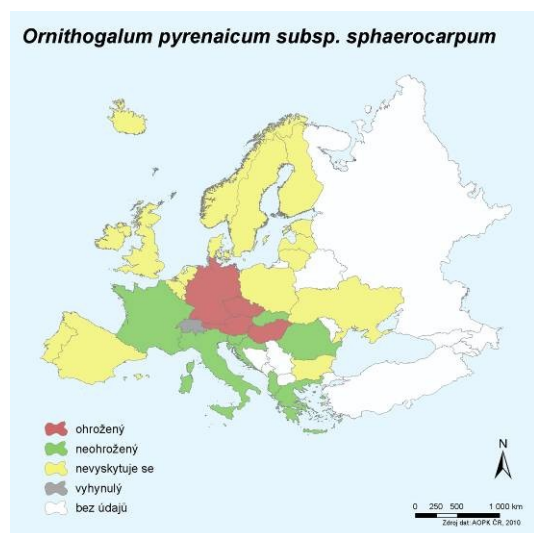 Ornithogalum pyrenaicum subsp. sphaerocarpum
ohrožený
neohrožený
nevyskytuje se
vyhynulý
bez údajů
N
0 250 500 1 000 km
Zdroj dat: AOPK ČR, 2010